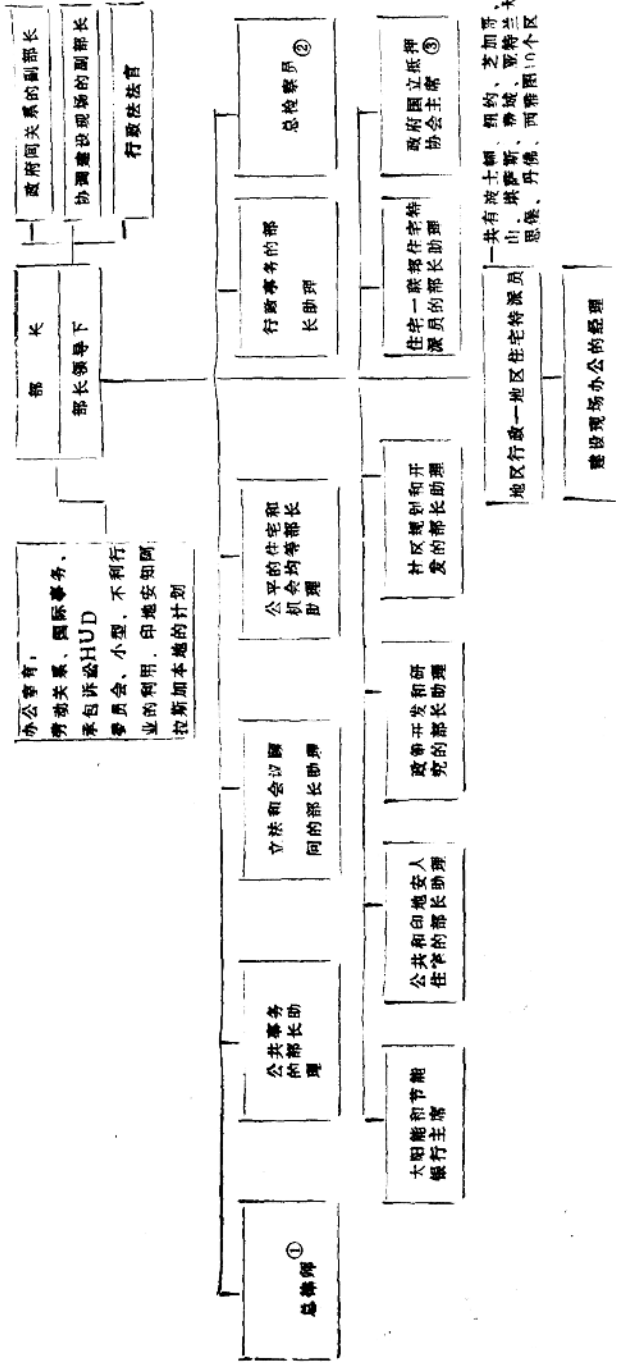 办公室有：
劳动关系、国际事务、
承包诉讼HUD
委员会、小型、不利行
业的利用、印地安知阿
拉斯加本地的计划
部 长
部长领导下
政府间关系的副部长
协调建设现场的副部长
行政法法官
总律师①
公共事务
的部长助
理
立法和会议顾
问的部长助理
公平的住宅和
机会均等部长
助理
行政事务的部
长助理
总检察员②
太阳能和节能
银行主席
公共和印地安人
住宅的部长助理
政策开发和研
究的部长助理
社区规划和开
发的部长助理
住宅一联邦住宅特
派员的部长助理
政府国立抵押
协会主席③
地区行政一地区住宅特派员
一共有波士顿、纽约、芝加哥、
山、堪萨斯、费城、亚特兰
思堡、丹佛、西雅图10个区
建设现场办公的经理